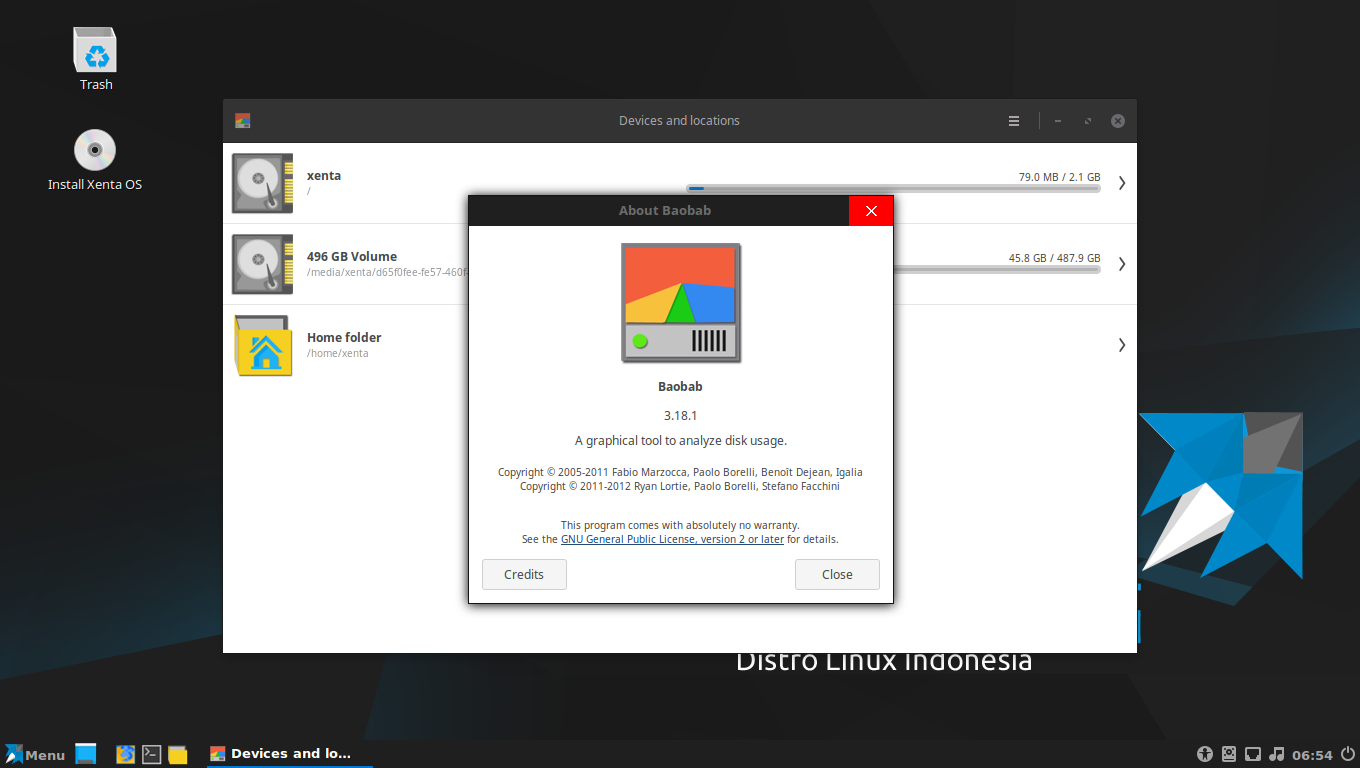 Trash
Install Xenta OS
Devices and locations
xenta
/
79.0 MB / 2.1 GB
496 GB Volume
/media/xenta/d65f0fee-fe57-460f-
45.8 GB / 487.9 GB
Home folder
/home/xenta
About Baobab
Baobab
3.18.1
A graphical tool to analyze disk usage.
Copyright © 2005-2011 Fabio Marzocca, Paolo Borelli, Benoît Dejean, Igalia
Copyright © 2011-2012 Ryan Lortie, Paolo Borelli, Stefano Facchini
This program comes with absolutely no warranty.
See the GNU General Public License, version 2 or later for details.
Credits
Close
Distro Linux Indonesia
Menu
Devices and lo...
06:54